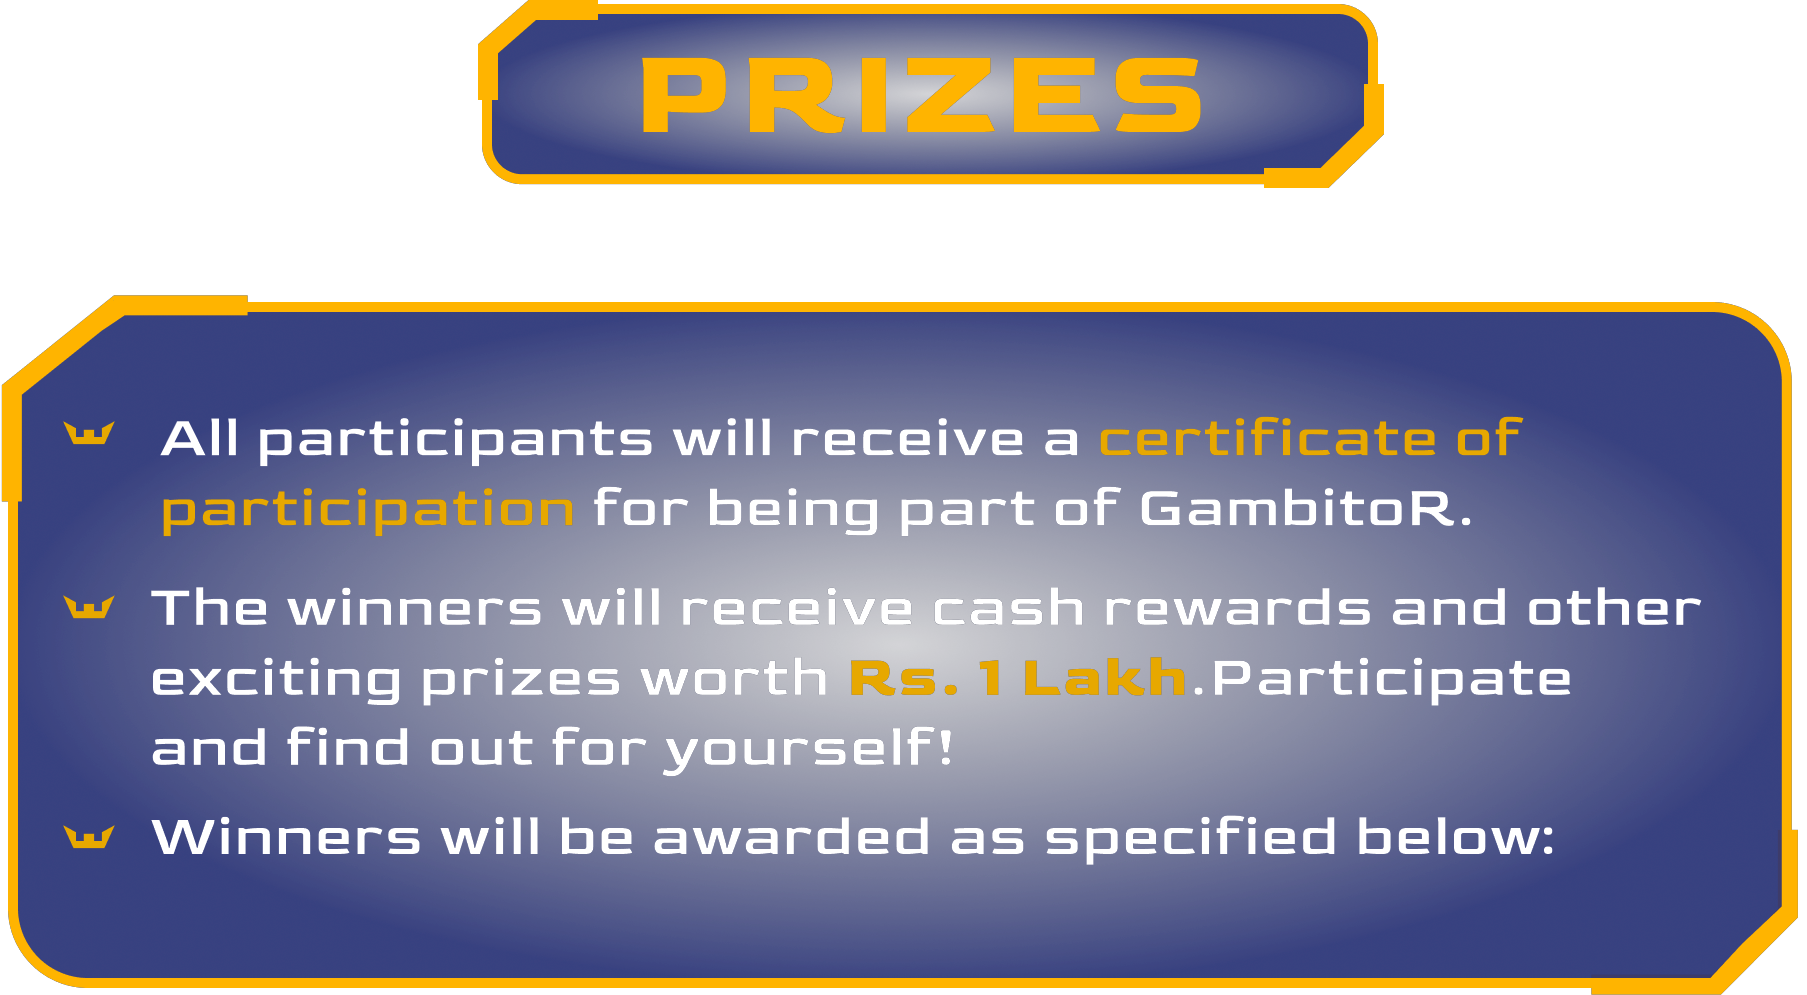 PRIZES
All participants will receive a certificate of
participation for being part of GambitoR.
The winners will receive cash rewards and other
exciting prizes worth Rs. 1 Lakh.Participate
and find out for yourself!
Winners will be awarded as specified below: